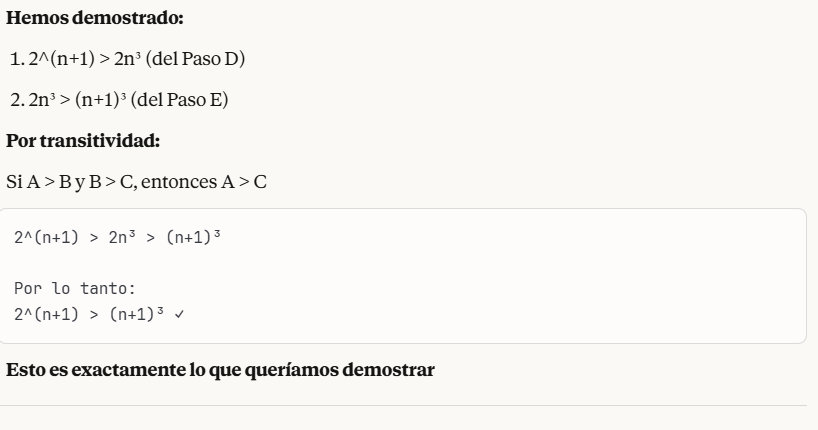 Hemos demostrado:
1. 2^(n+1) > 2n³ (del Paso D)
2. 2n³ > (n+1)³ (del Paso E)
Por transitividad:
Si A > B y B > C, entonces A > C
2^(n+1) > 2n³ > (n+1)³
Por lo tanto:
2^(n+1) > (n+1)³ ✓
Esto es exactamente lo que queríamos demostrar